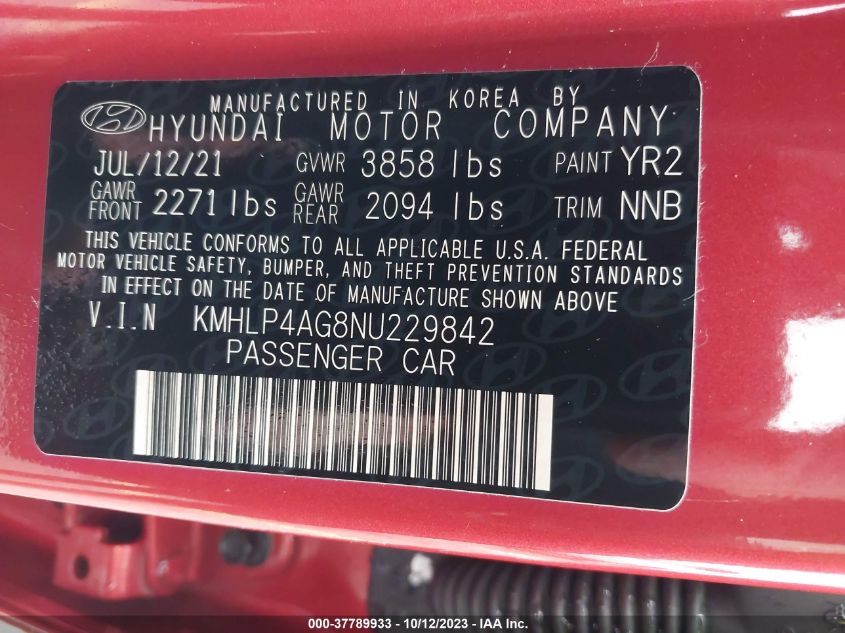 MANUFACTURED IN KOREA BY
HYUNDAI MOTOR COMPANY
JUL/12/21 GVWR 3858 lbs PAINT YR2
GAWR FRONT 2271 lbs GAWR REAR 2094 lbs TRIM NNB
THIS VEHICLE CONFORMS TO ALL APPLICABLE U.S.A. FEDERAL
MOTOR VEHICLE SAFETY, BUMPER, AND THEFT PREVENTION STANDARDS
IN EFFECT ON THE DATE OF MANUFACTURE SHOWN ABOVE
V.I.N KMHLP4AG8NU229842
PASSENGER CAR
000-37789933 - 10/12/2023 - IAA Inc.